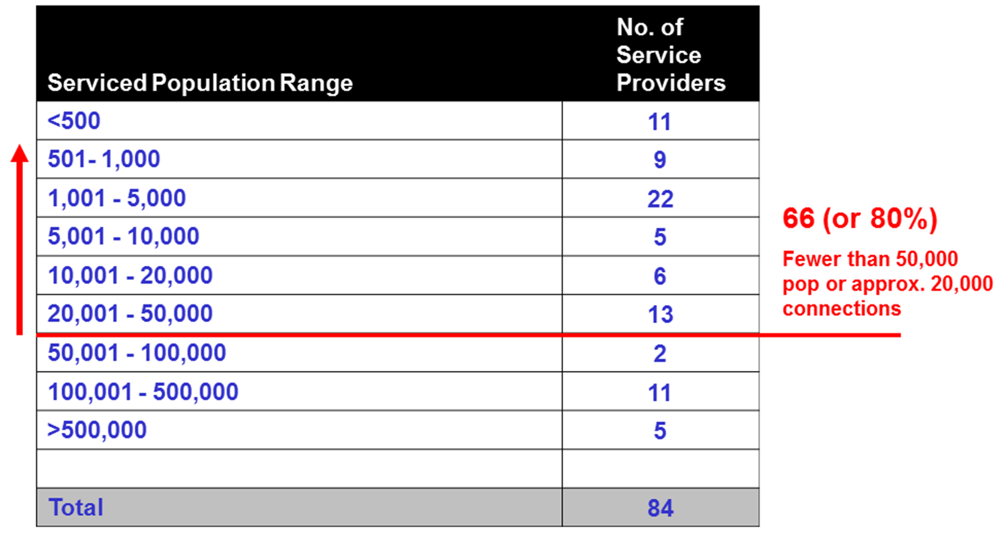 Serviced Population Range No. of Service Providers
<500 11
501- 1,000 9
1,001 - 5,000 22
5,001 - 10,000 5
10,001 - 20,000 6
20,001 - 50,000 13
50,001 - 100,000 2
100,001 - 500,000 11
>500,000 5
Total 84
66 (or 80%)
Fewer than 50,000
pop or approx. 20,000
connections